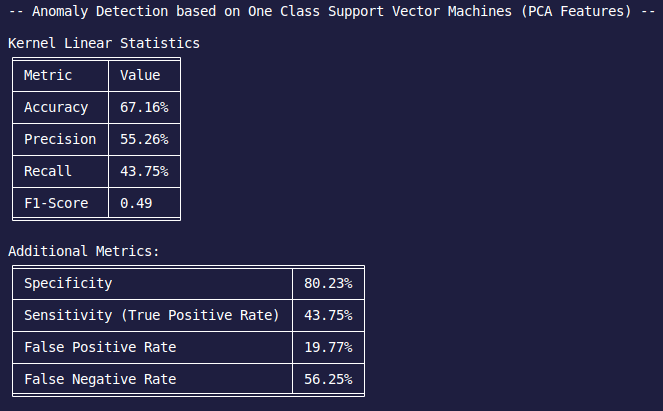 -- Anomaly Detection based on One Class Support Vector Machines (PCA Features) --
Kernel Linear Statistics
Metric Value
Accuracy 67.16%
Precision 55.26%
Recall 43.75%
F1-Score 0.49
Additional Metrics:
Specificity 80.23%
Sensitivity (True Positive Rate) 43.75%
False Positive Rate 19.77%
False Negative Rate 56.25%